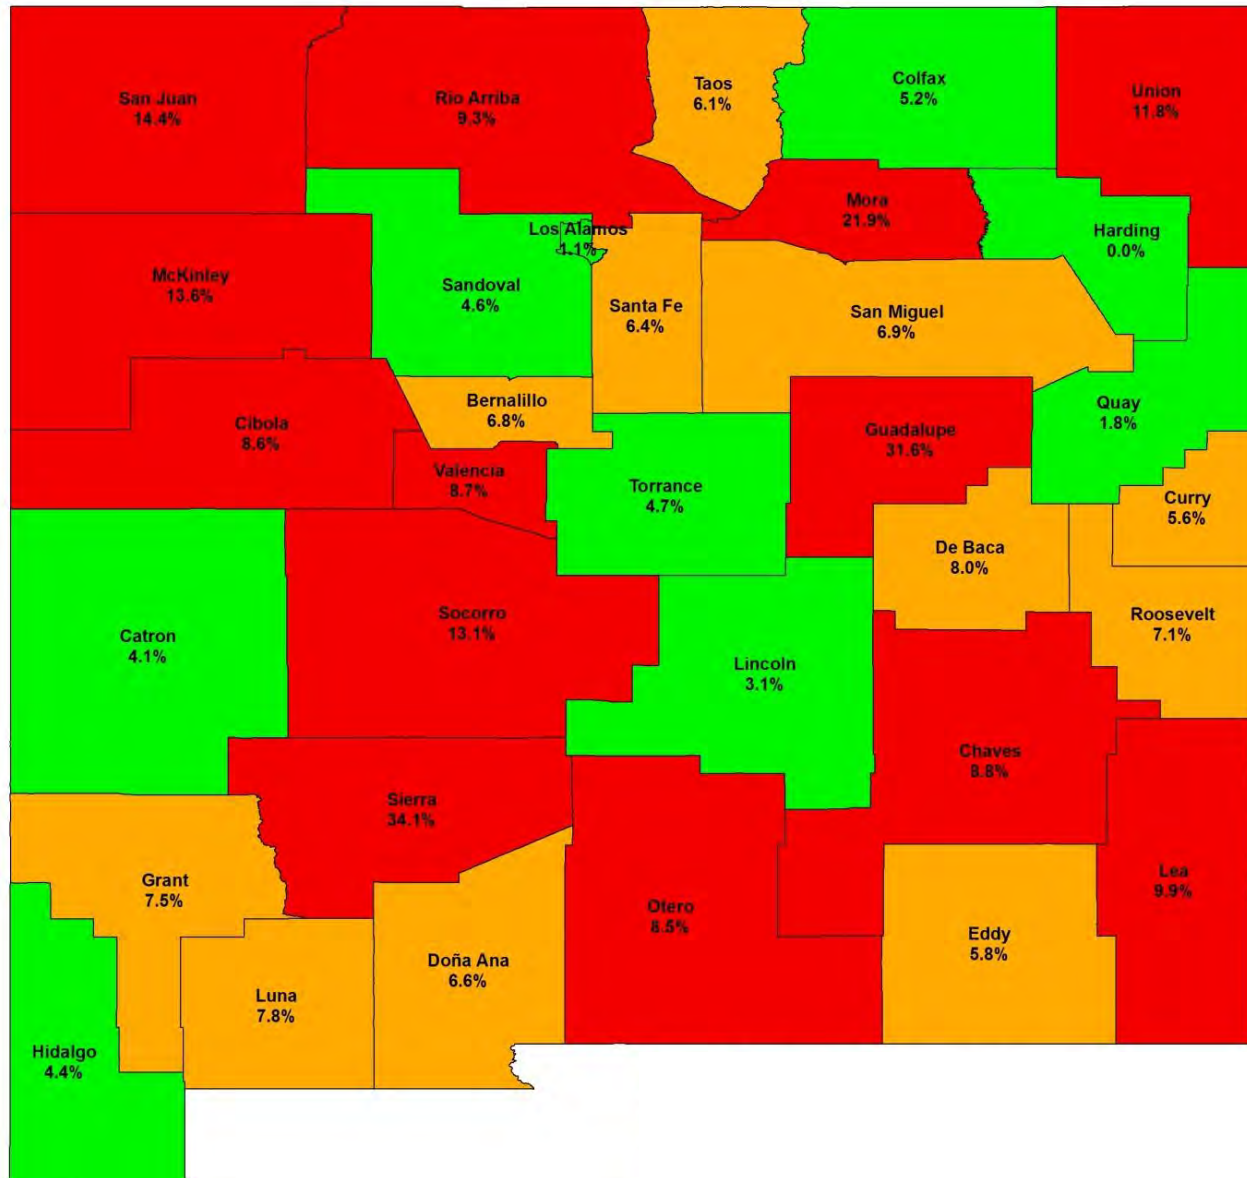 San Juan
14.4%
Rio Arriba
9.3%
Taos
6.1%
Colfax
5.2%
Union
11.8%
Mora
21.9%
Harding
0.0%
Los Alamos
1.1%
McKinley
13.6%
Sandoval
4.6%
Santa Fe
6.4%
San Miguel
6.9%
Bernalillo
6.8%
Quay
1.8%
Cibola
8.6%
Guadalupe
31.6%
Valencia
8.7%
Torrance
4.7%
Curry
5.6%
De Baca
8.0%
Roosevelt
7.1%
Socorro
13.1%
Catron
4.1%
Lincoln
3.1%
Chaves
8.8%
Sierra
34.1%
Lea
9.9%
Grant
7.5%
Otero
8.5%
Eddy
5.8%
Doña Ana
6.6%
Luna
7.8%
Hidalgo
4.4%